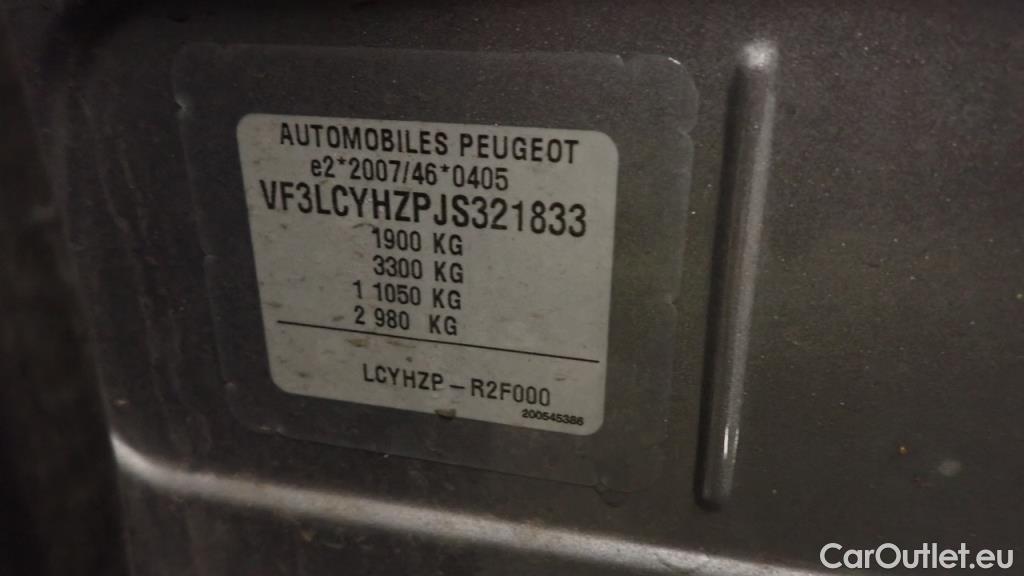 AUTOMOBILES PEUGEOT
e2*2007/46*0405
VF3LCYHZPJS321833
1900 KG
3300 KG
1 1050 KG
2 980 KG
LCYHZP – R2F000
200545386
CarOutlet.eu